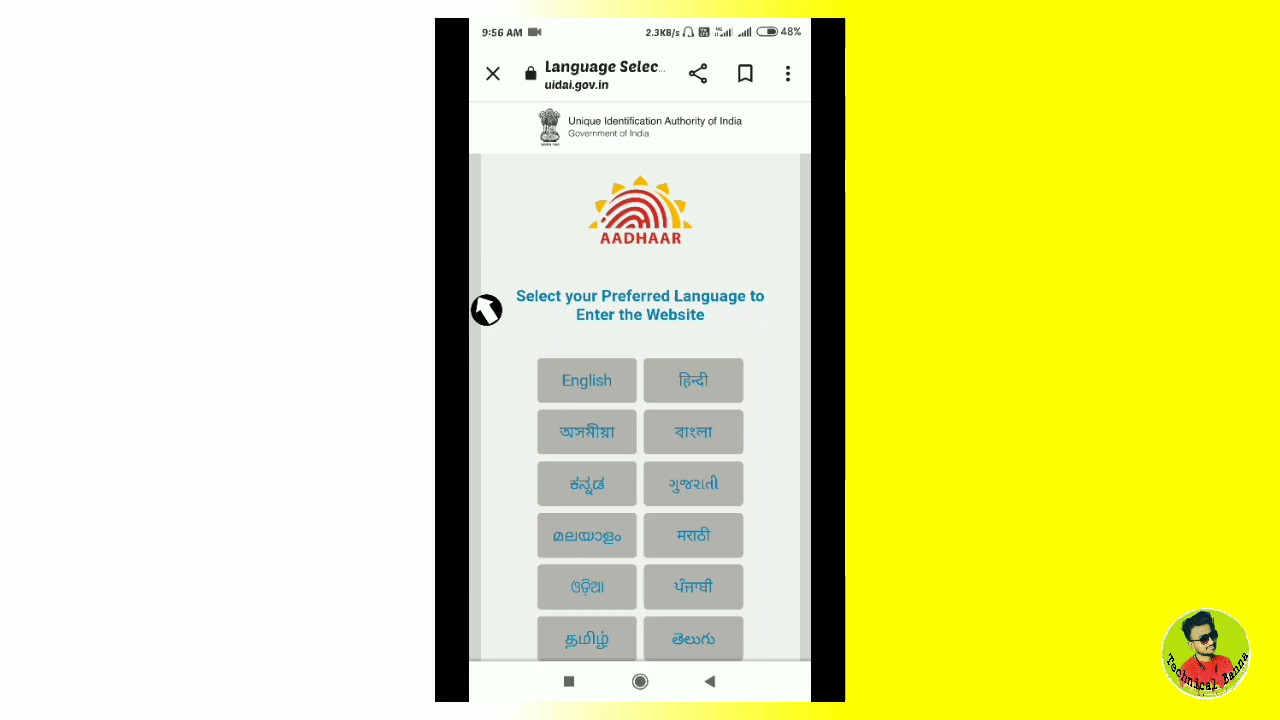 9:56 AM 2.3KB/s 48%
Language Selec...
uidai.gov.in
Unique Identification Authority of India
Government of India
AADHAAR
Select your Preferred Language to
Enter the Website
English हिन्दी
অসমীয়া বাংলা
ಕನ್ನಡ ગુજરાતી
മലയാളം मराठी
ଓଡ଼ିଆ ਪੰਜਾਬੀ
தமிழ் తెలుగు
Technical Banna